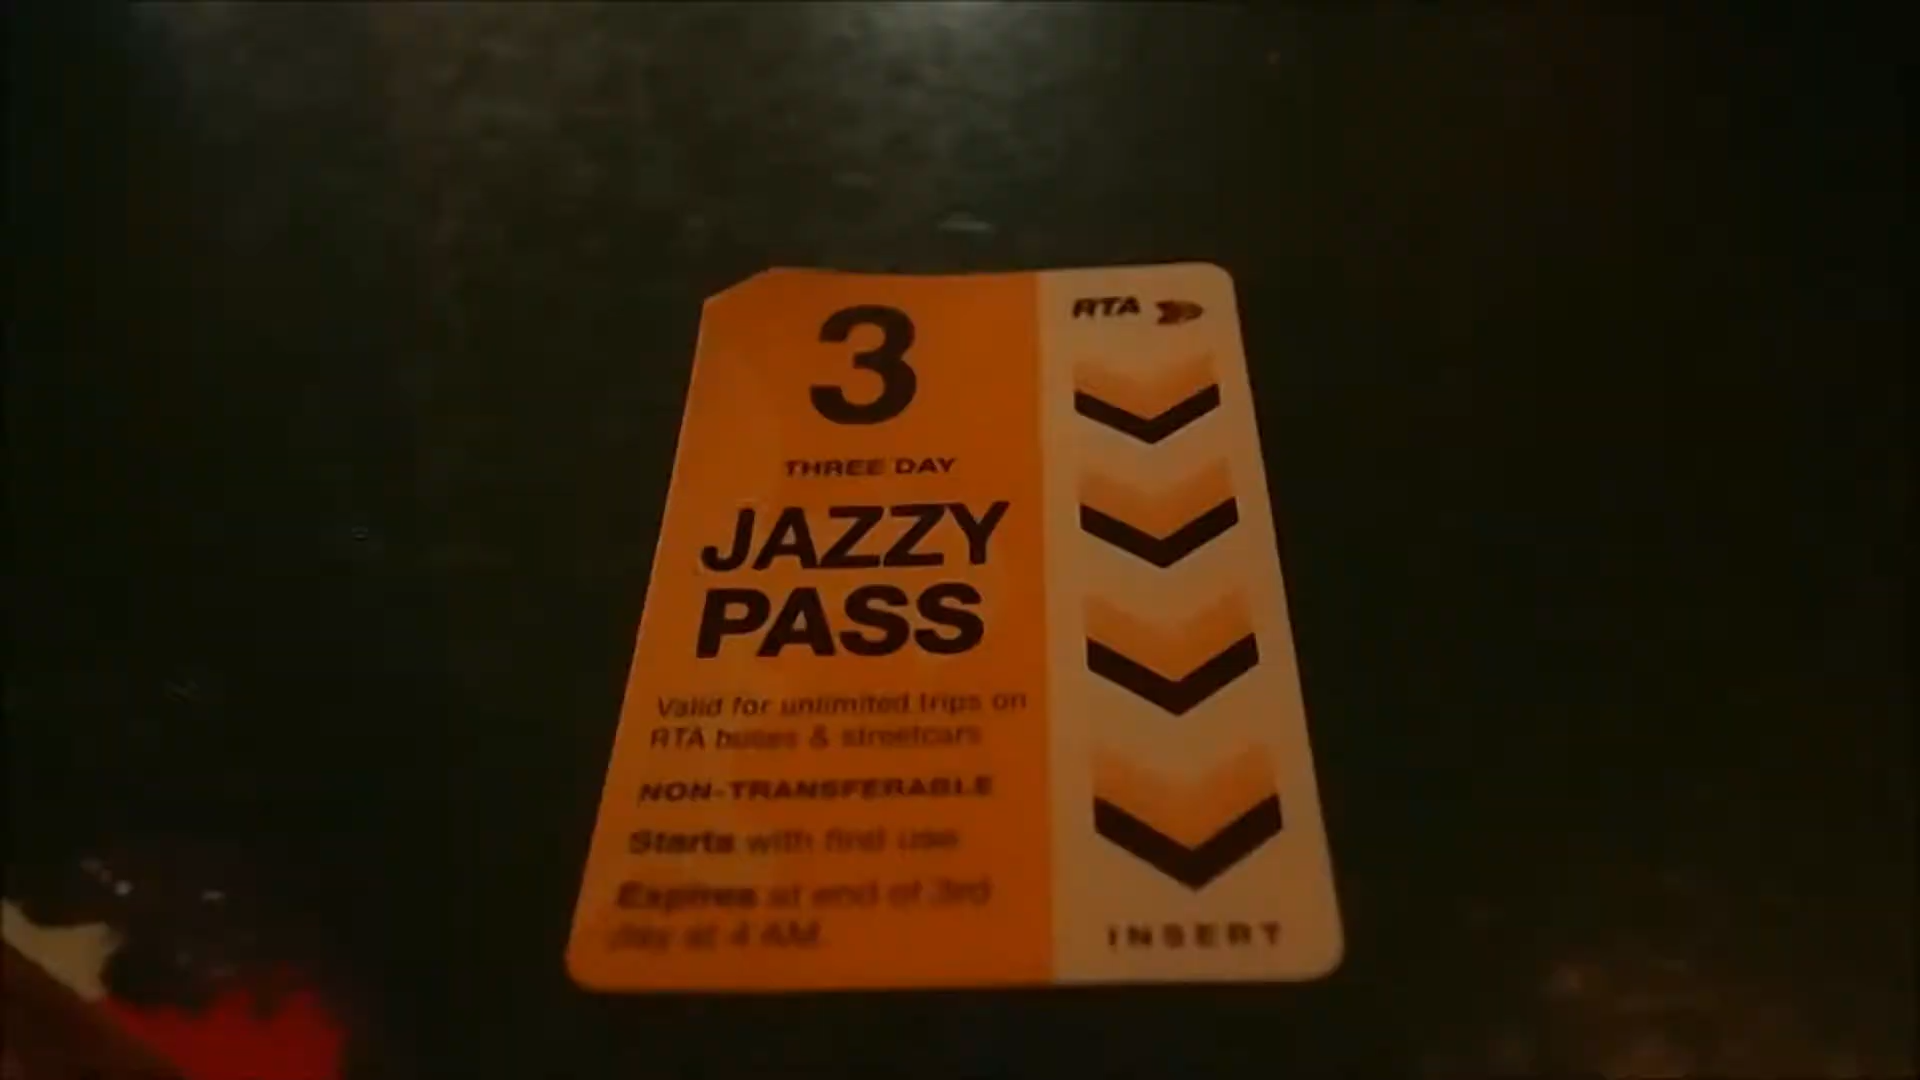 3
THREE DAY
JAZZY
PASS
Valid for unlimited trips on
RTA buses & streetcars
NON-TRANSFERABLE
Starts with first use
Expires at end of 3rd
day at 4 AM.
RTA
INSERT